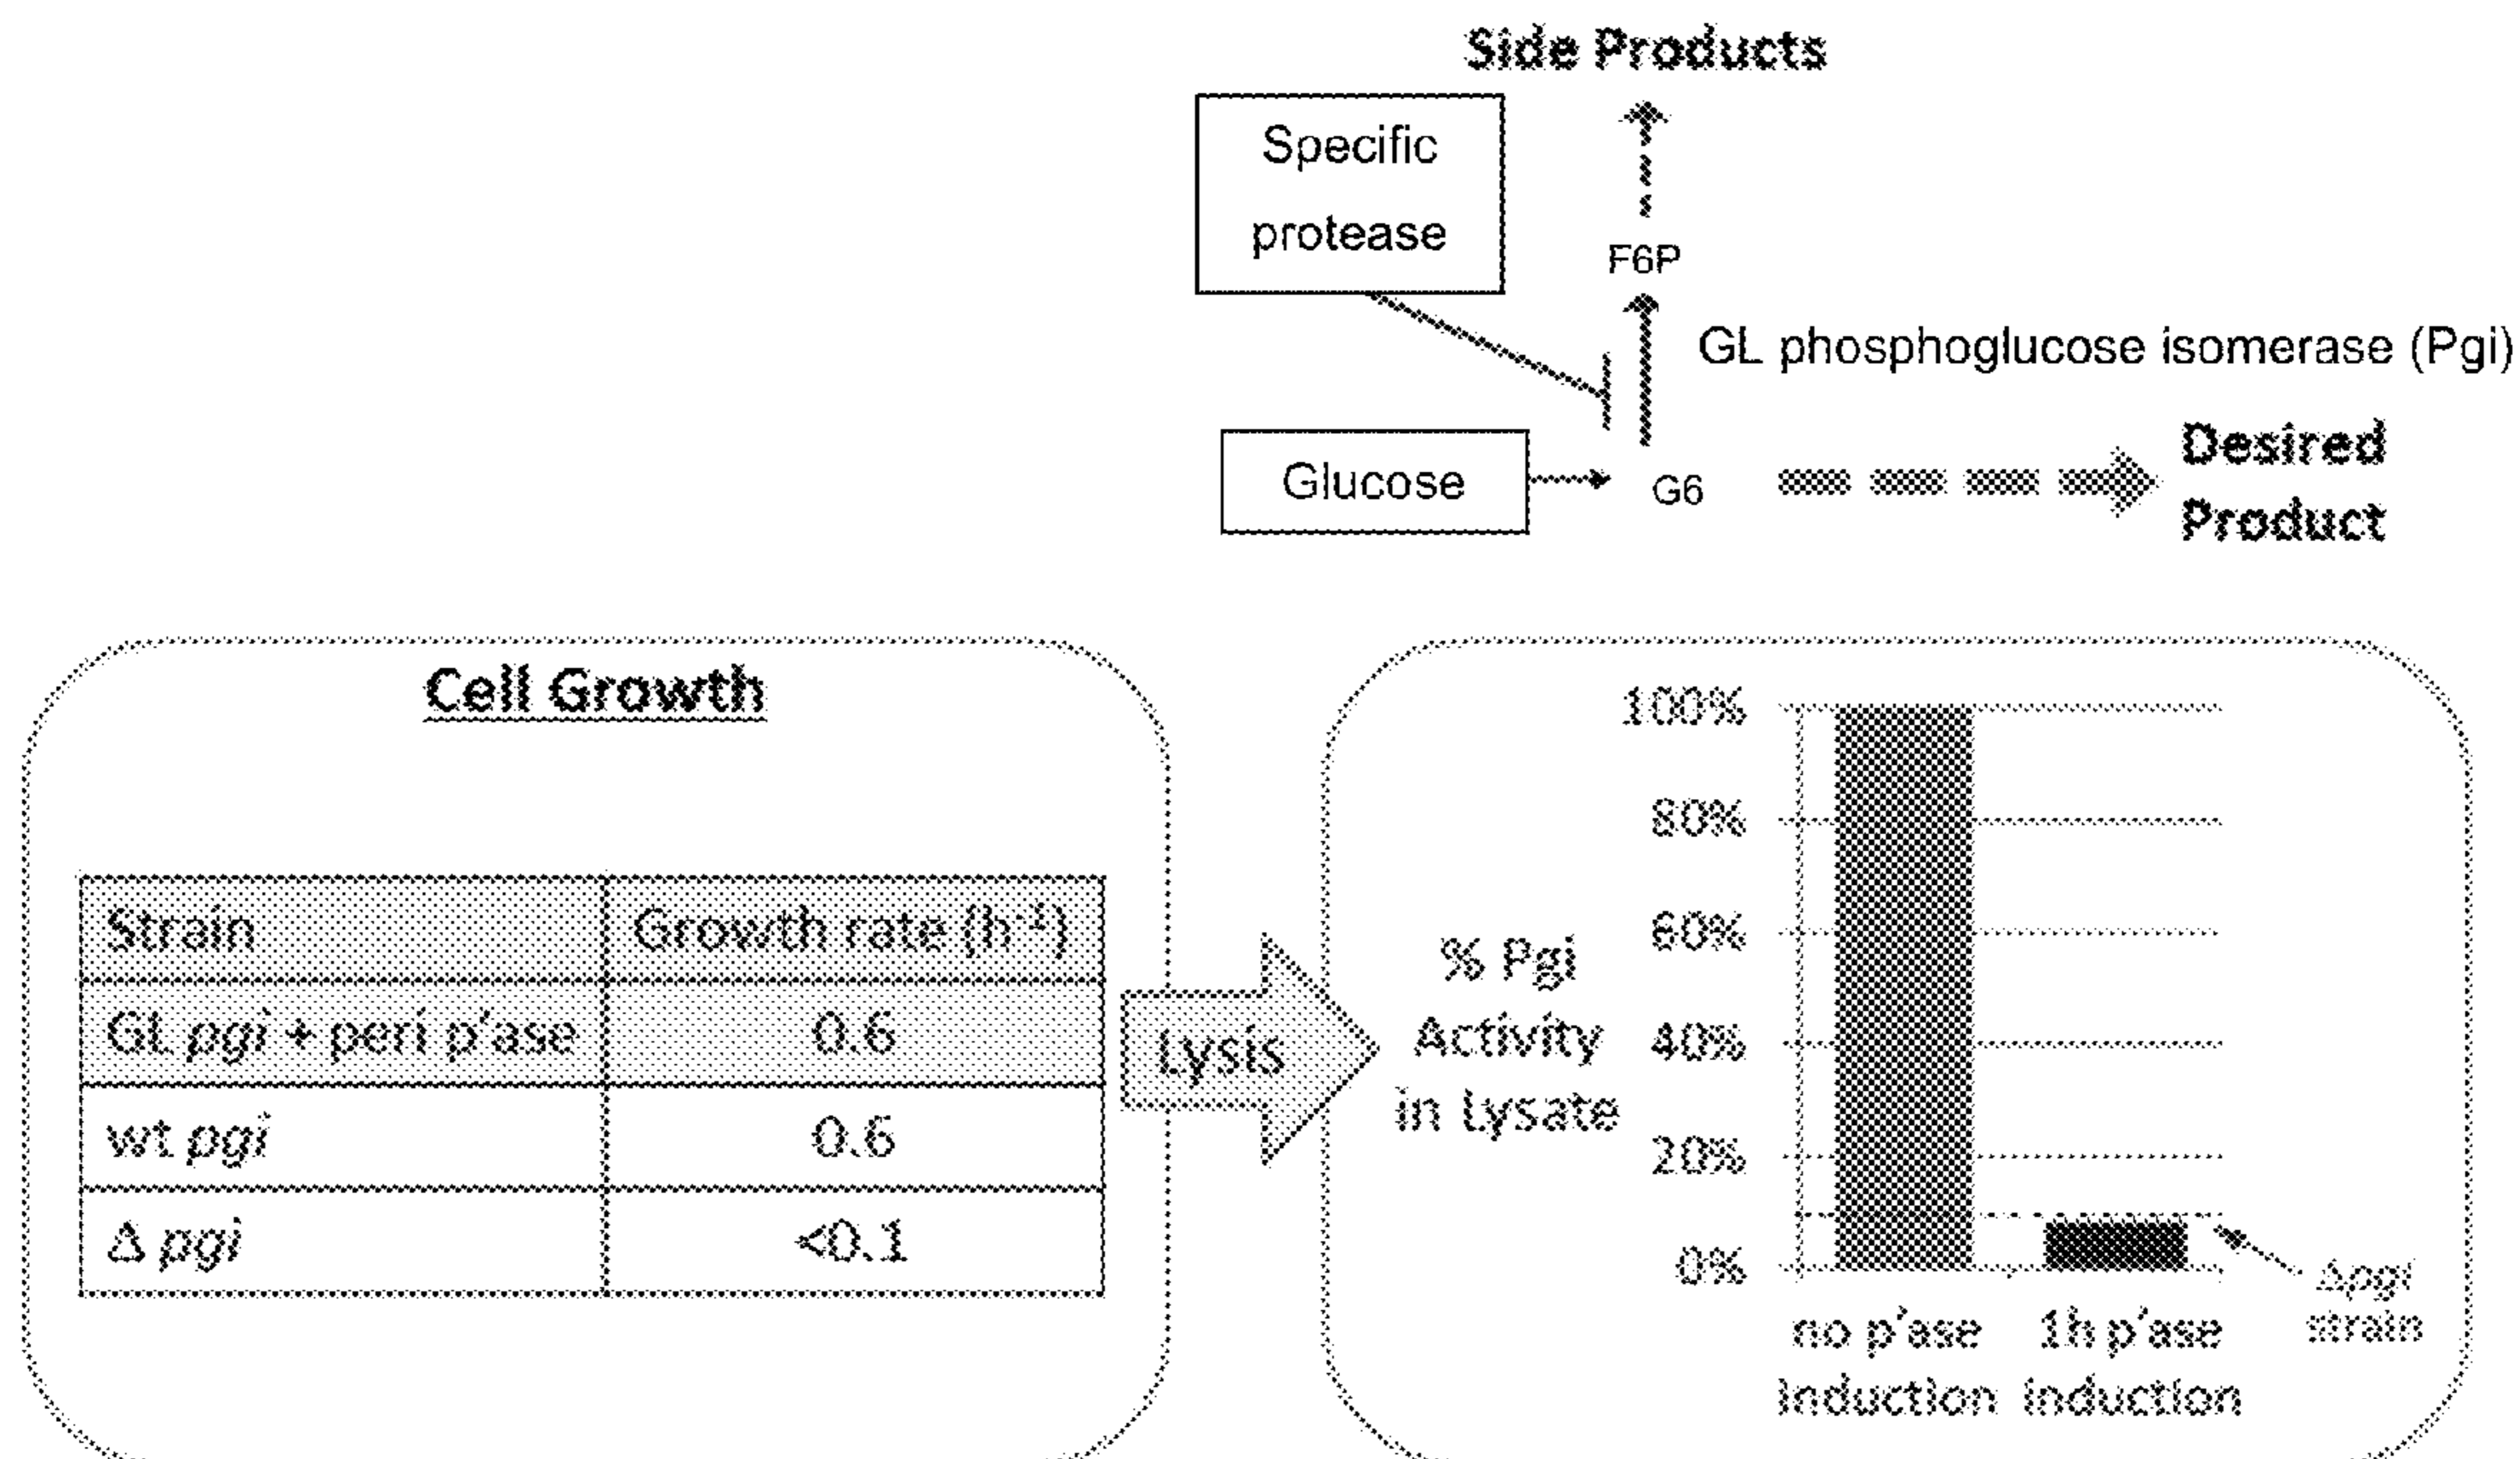 Side Products
Specific
protease
F6P
GL phosphoglucose isomerase (Pgi)
Glucose
G6
Desired
Product
Cell Growth
Strain
Growth rate (h⁻¹)
GL pgi + peri p'ase
0.6
wt pgi
0.6
Δ pgi
<0.1
Lysis
% Pgi
Activity
in Lysate
100%
80%
60%
40%
20%
0%
no p'ase
Induction
1h p'ase
induction
Δpgi
strain